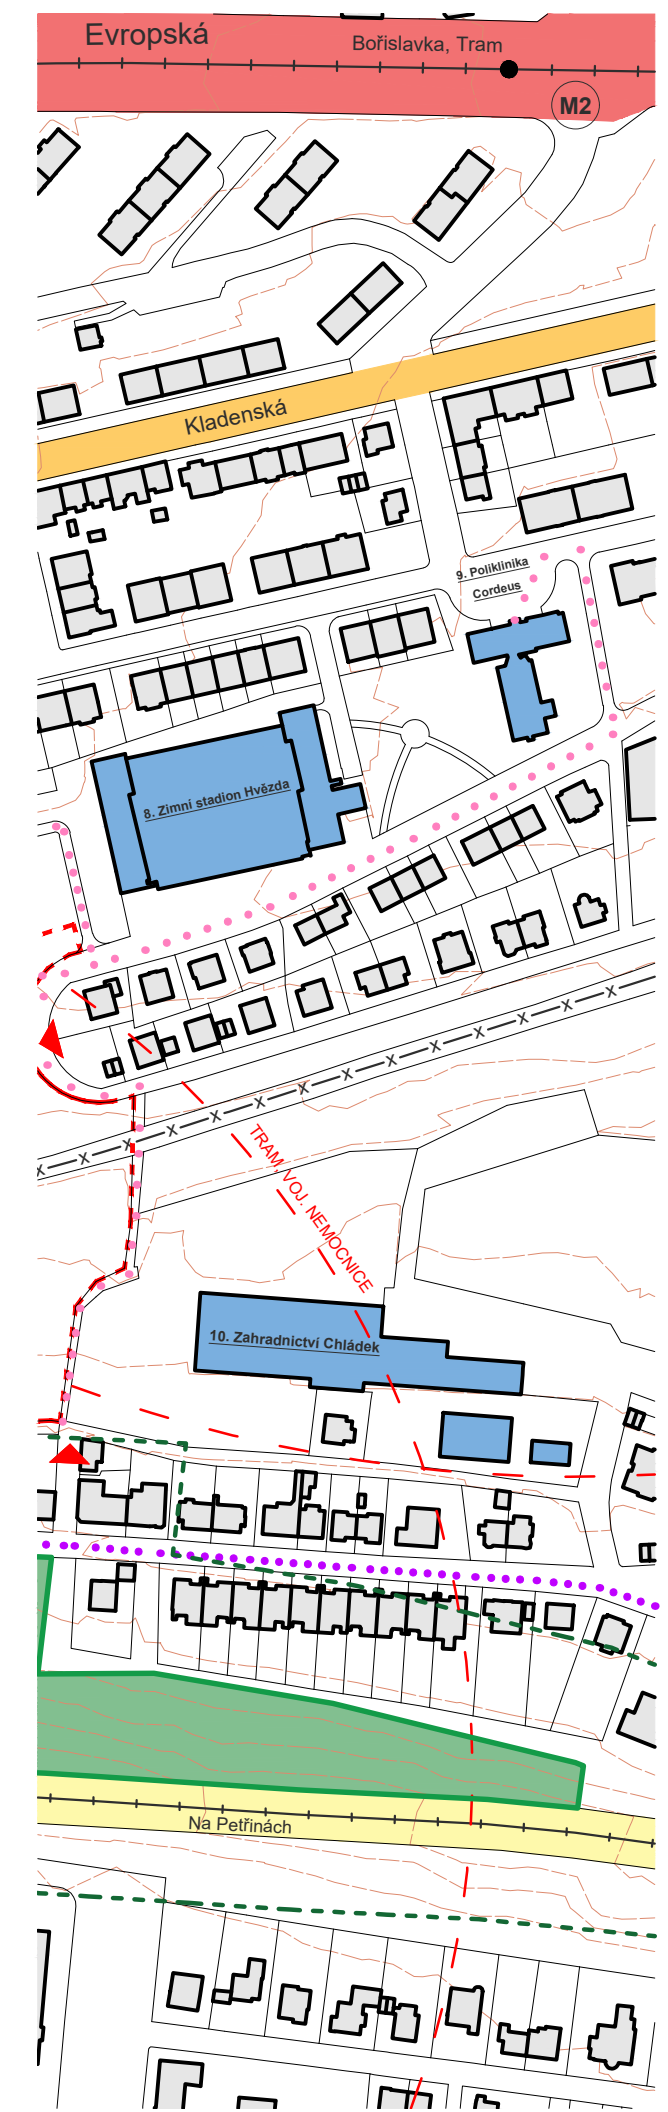 Evropská
Bořislavka, Tram
M2
Kladenská
9. Poliklinika
Cordeus
8. Zimní stadion Hvězda
TRAM, VOJ. NEMOCNICE
10. Zahradnictví Chládek
Na Petřinách